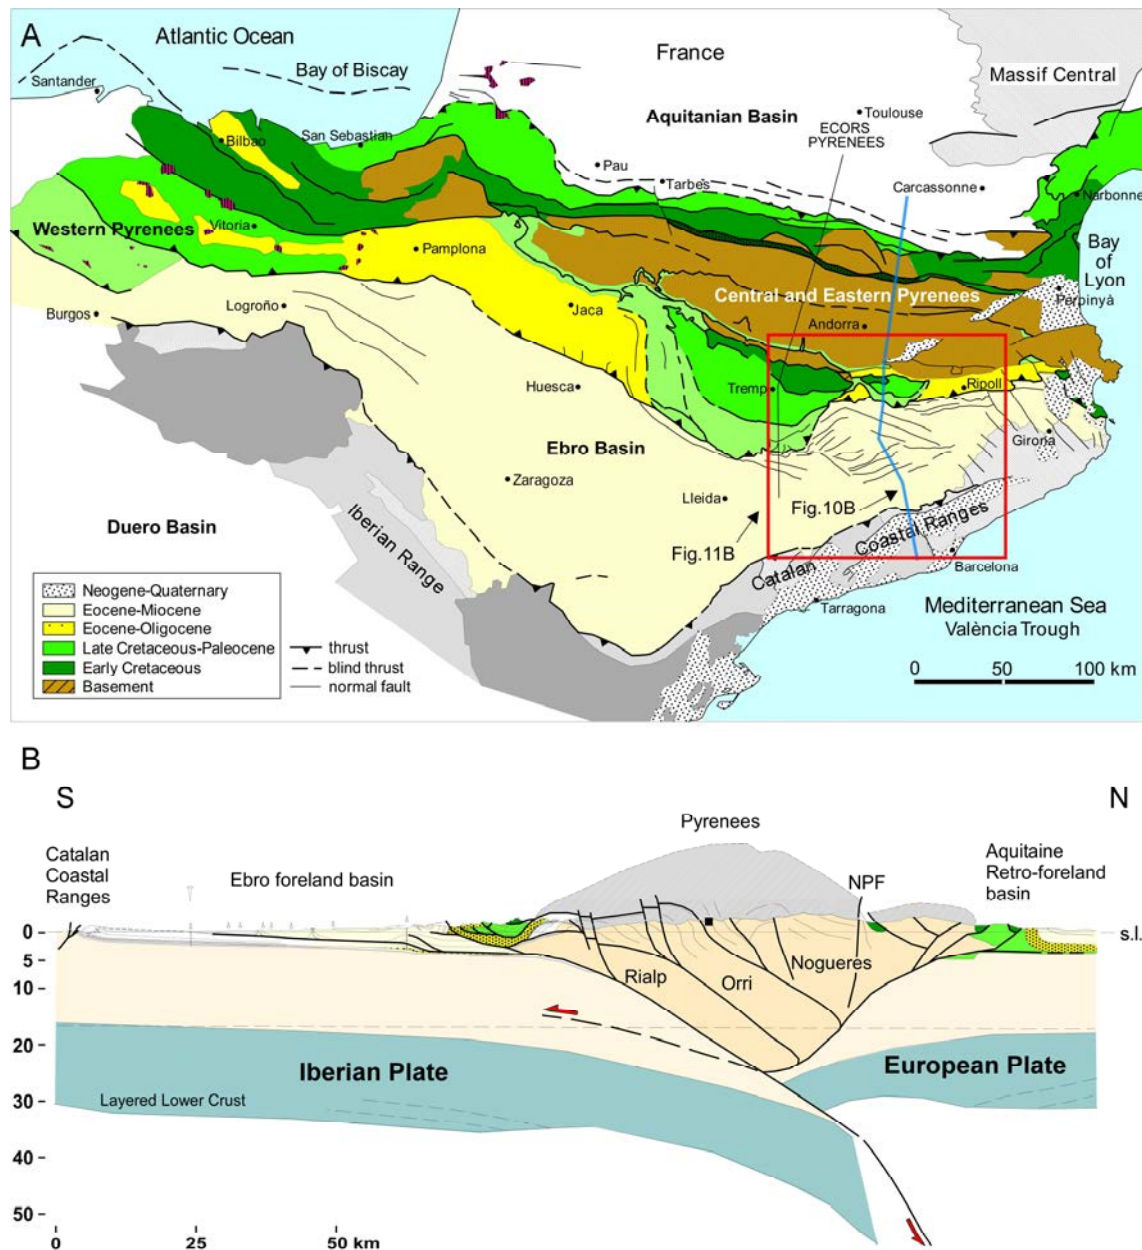 A
Atlantic Ocean
Bay of Biscay
France
Massif Central
Santander
Bilbao
San Sebastian
Aquitanian Basin
Toulouse
ECORS
PYRENEES
Pau
Tarbes
Carcassonne
Narbonne
Western Pyrenees
Vitoria
Pamplona
Bay
of
Lyon
Central and Eastern Pyrenees
Perpinyà
Burgos
Logroño
Jaca
Andorra
Huesca
Tremp
Ripoll
Ebro Basin
Girona
Zaragoza
Lleida
Fig.10B
Duero Basin
Iberian Range
Fig.11B
Catalan
Coastal Ranges
Barcelona
Tarragona
Mediterranean Sea
València Trough
Neogene-Quaternary
Eocene-Miocene
Eocene-Oligocene
Late Cretaceous-Paleocene
Early Cretaceous
Basement
thrust
blind thrust
normal fault
0 50 100 km
B
S
N
Pyrenees
Catalan
Coastal
Ranges
Ebro foreland basin
NPF
Aquitaine
Retro-foreland
basin
s.l.
0
5
10
20
30
40
50
Rialp
Orri
Nogueres
Iberian Plate
European Plate
Layered Lower Crust
0 25 50 km